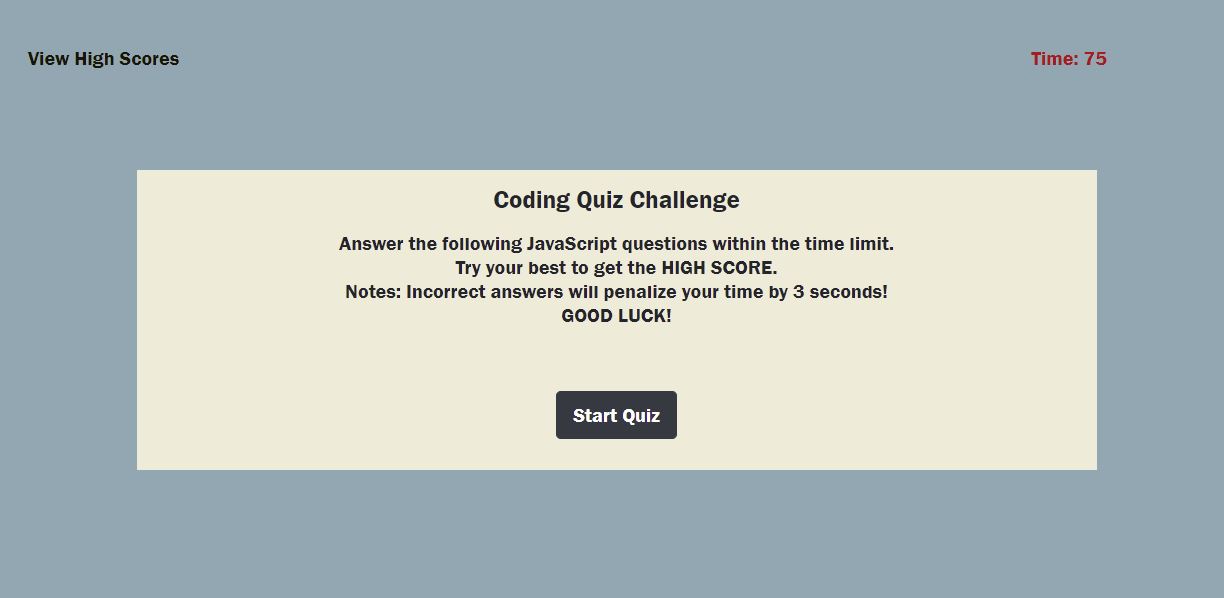 View High Scores
Time: 75
Coding Quiz Challenge
Answer the following JavaScript questions within the time limit.
Try your best to get the HIGH SCORE.
Notes: Incorrect answers will penalize your time by 3 seconds!
GOOD LUCK!
Start Quiz